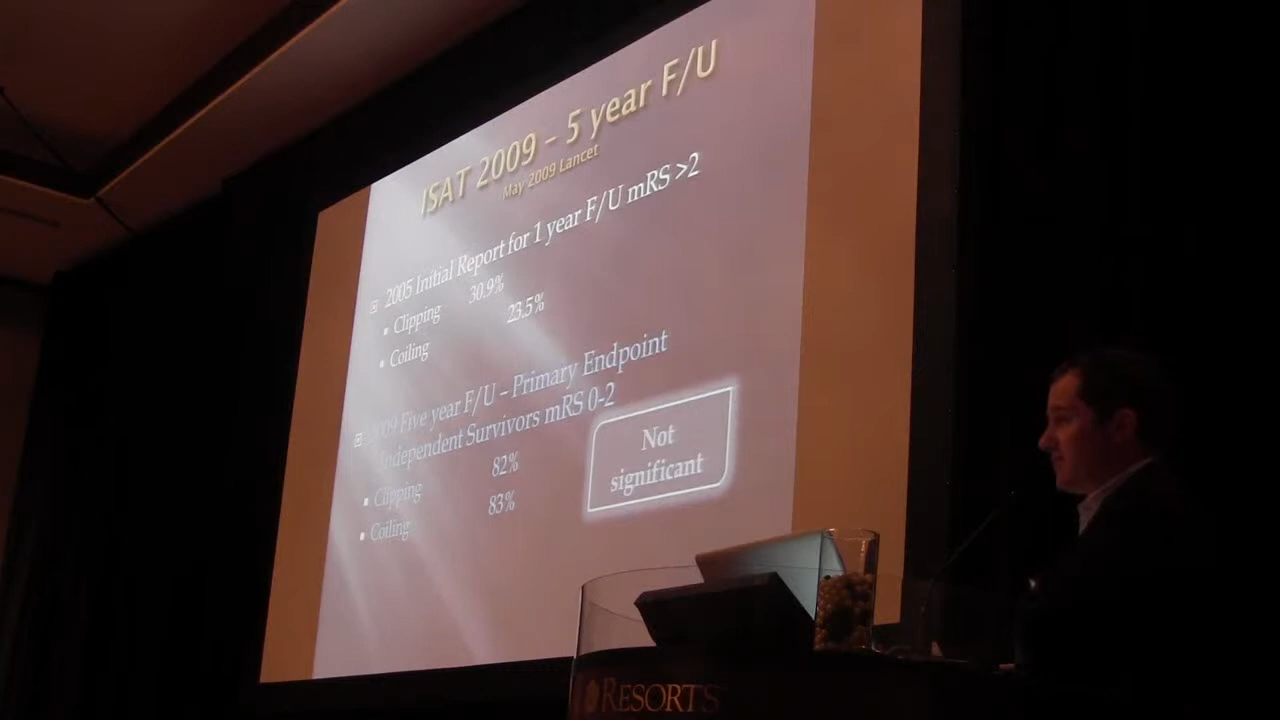 ISAT 2009 – 5 year F/U
May 2009 Lancet
2005 Initial Report for 1 year F/U mRS >2
Clipping 30.9%
Coiling 23.5%
2009 Five year F/U – Primary Endpoint
Independent Survivors mRS 0-2
Clipping 82%
Coiling 83%
Not
significant
RESORTS